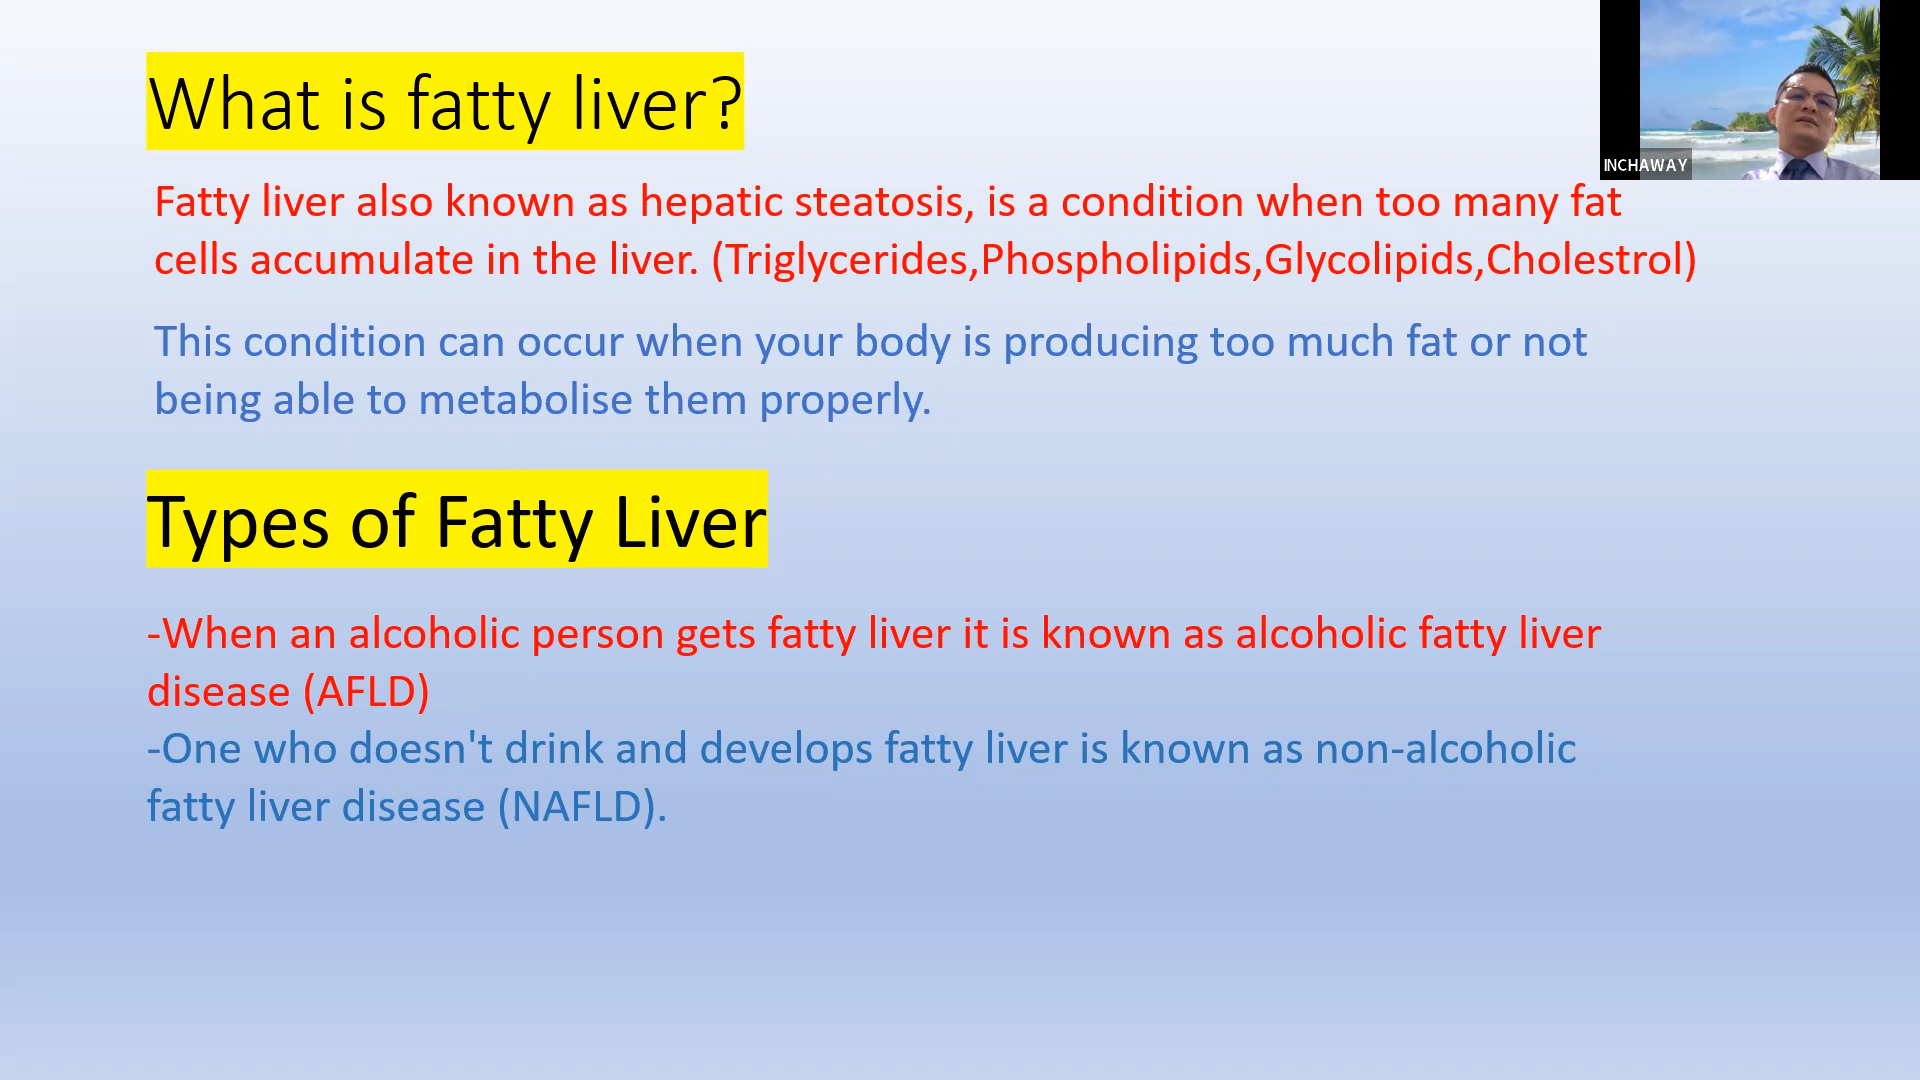 What is fatty liver?
INCHAWAY
Fatty liver also known as hepatic steatosis, is a condition when too many fat
cells accumulate in the liver. (Triglycerides,Phospholipids,Glycolipids,Cholestrol)
This condition can occur when your body is producing too much fat or not
being able to metabolise them properly.
Types of Fatty Liver
-When an alcoholic person gets fatty liver it is known as alcoholic fatty liver
disease (AFLD)
-One who doesn't drink and develops fatty liver is known as non-alcoholic
fatty liver disease (NAFLD).